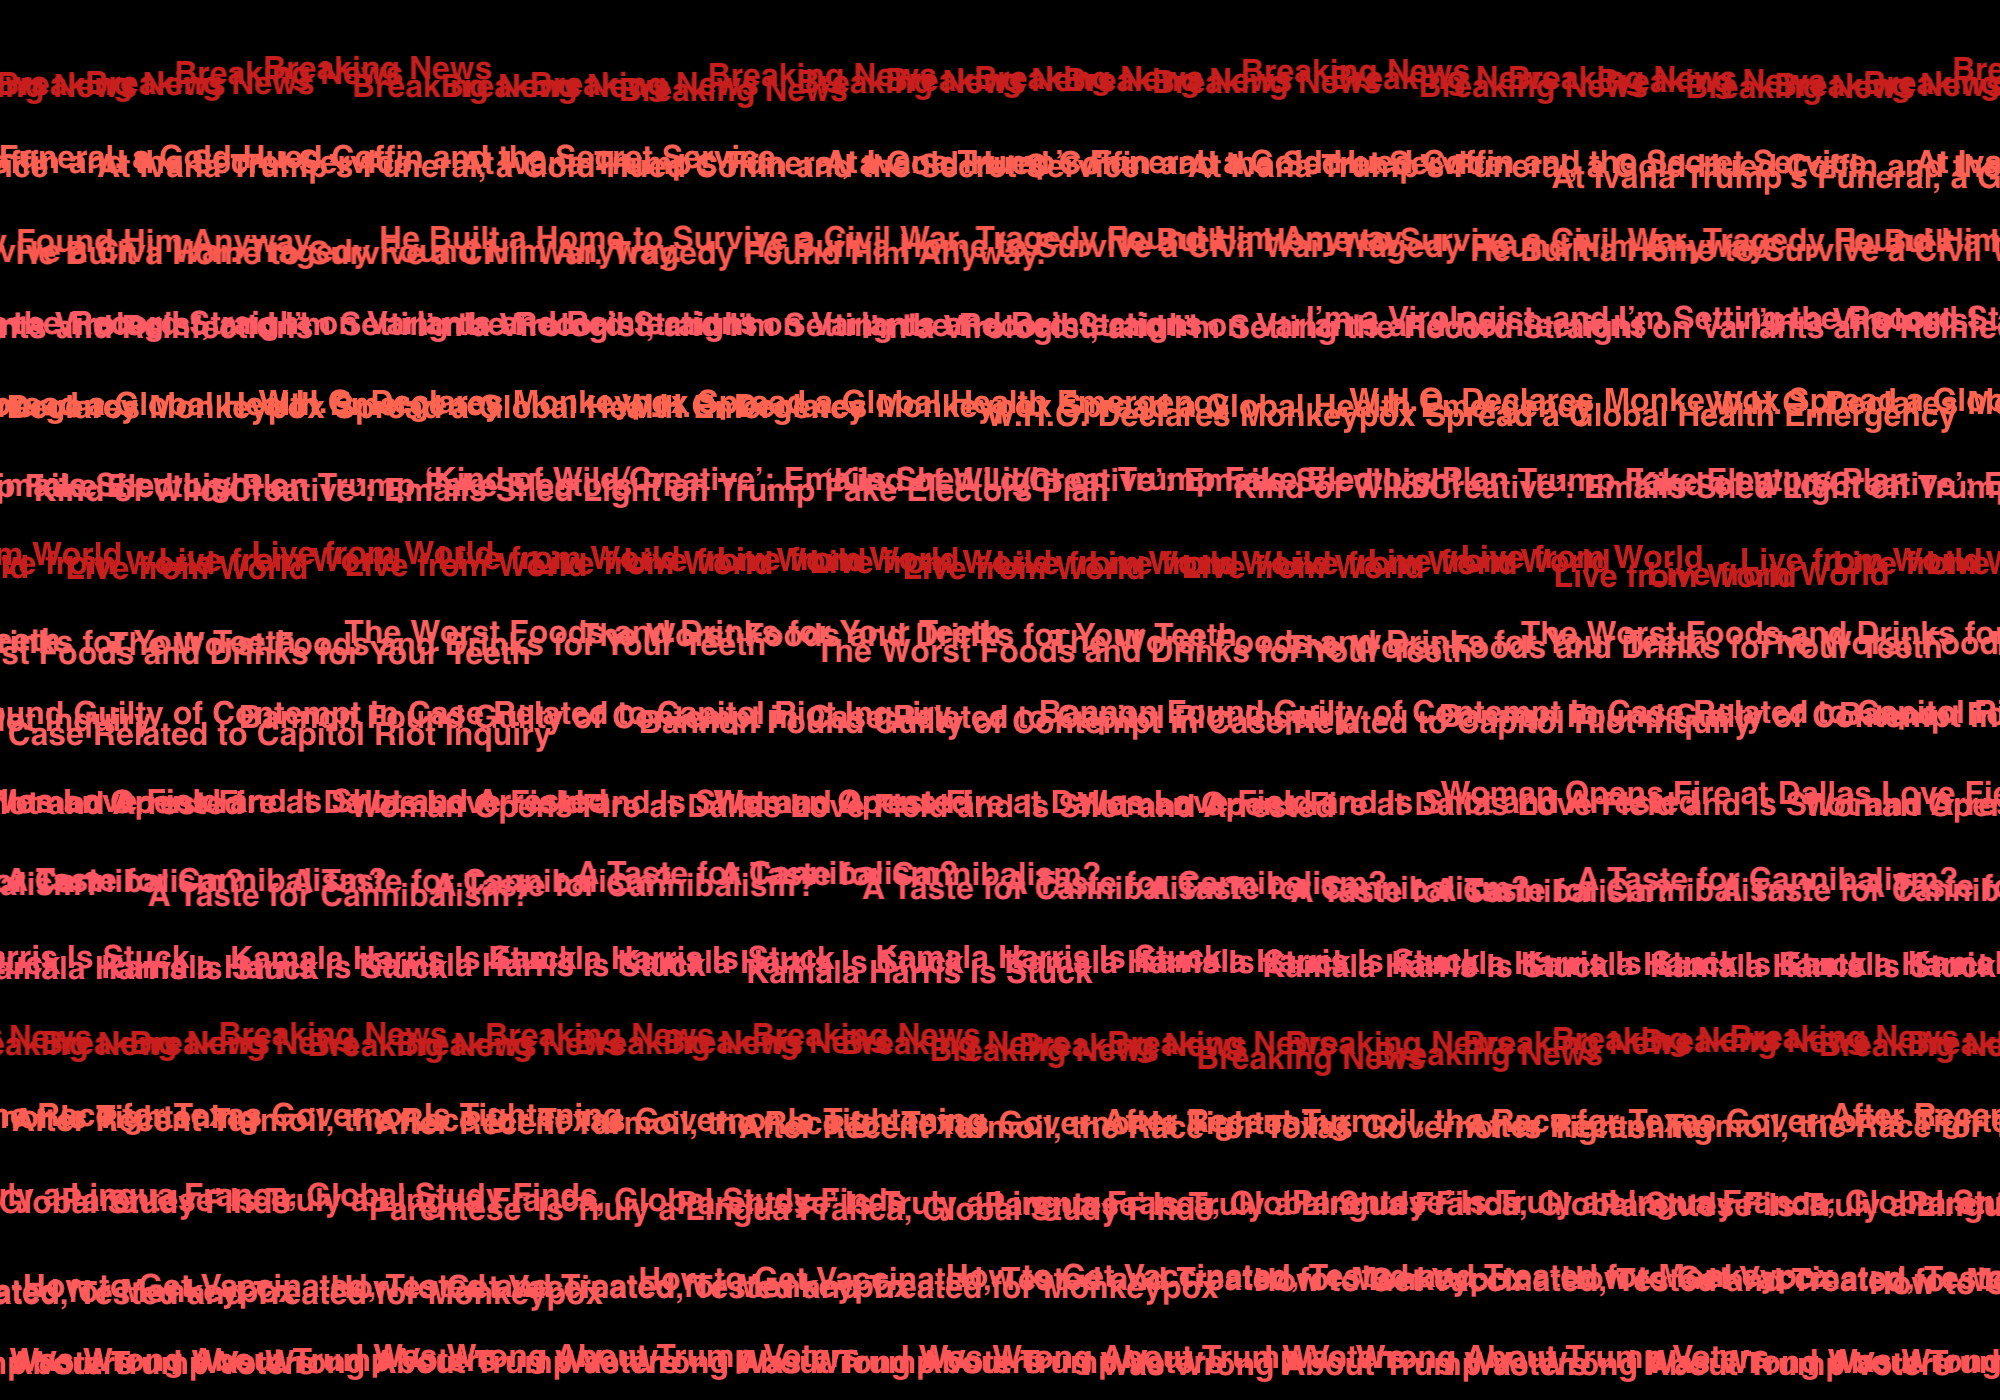 Breaking News
At Ivana Trump’s Funeral, a Gold-Hued Coffin and the Secret Service
He Built a Home to Survive a Civil War. Tragedy Found Him Anyway.
I’m a Virologist, and I’m Setting the Record Straight on Variants and Reinfections
W.H.O. Declares Monkeypox Spread a Global Health Emergency
‘Kind of Wild/Creative’: Emails Shed Light on Trump Fake Electors Plan
Live from World
The Worst Foods and Drinks for Your Teeth
Bannon Found Guilty of Contempt in Case Related to Capitol Riot Inquiry
Woman Opens Fire at Dallas Love Field and Is Shot and Arrested
A Taste for Cannibalism?
Kamala Harris Is Stuck
Breaking News
After Recent Turmoil, the Race for Texas Governor Is Tightening
‘Parentese’ Is Truly a Lingua Franca, Global Study Finds
How to Get Vaccinated, Tested and Treated for Monkeypox
I Was Wrong About Trump Voters